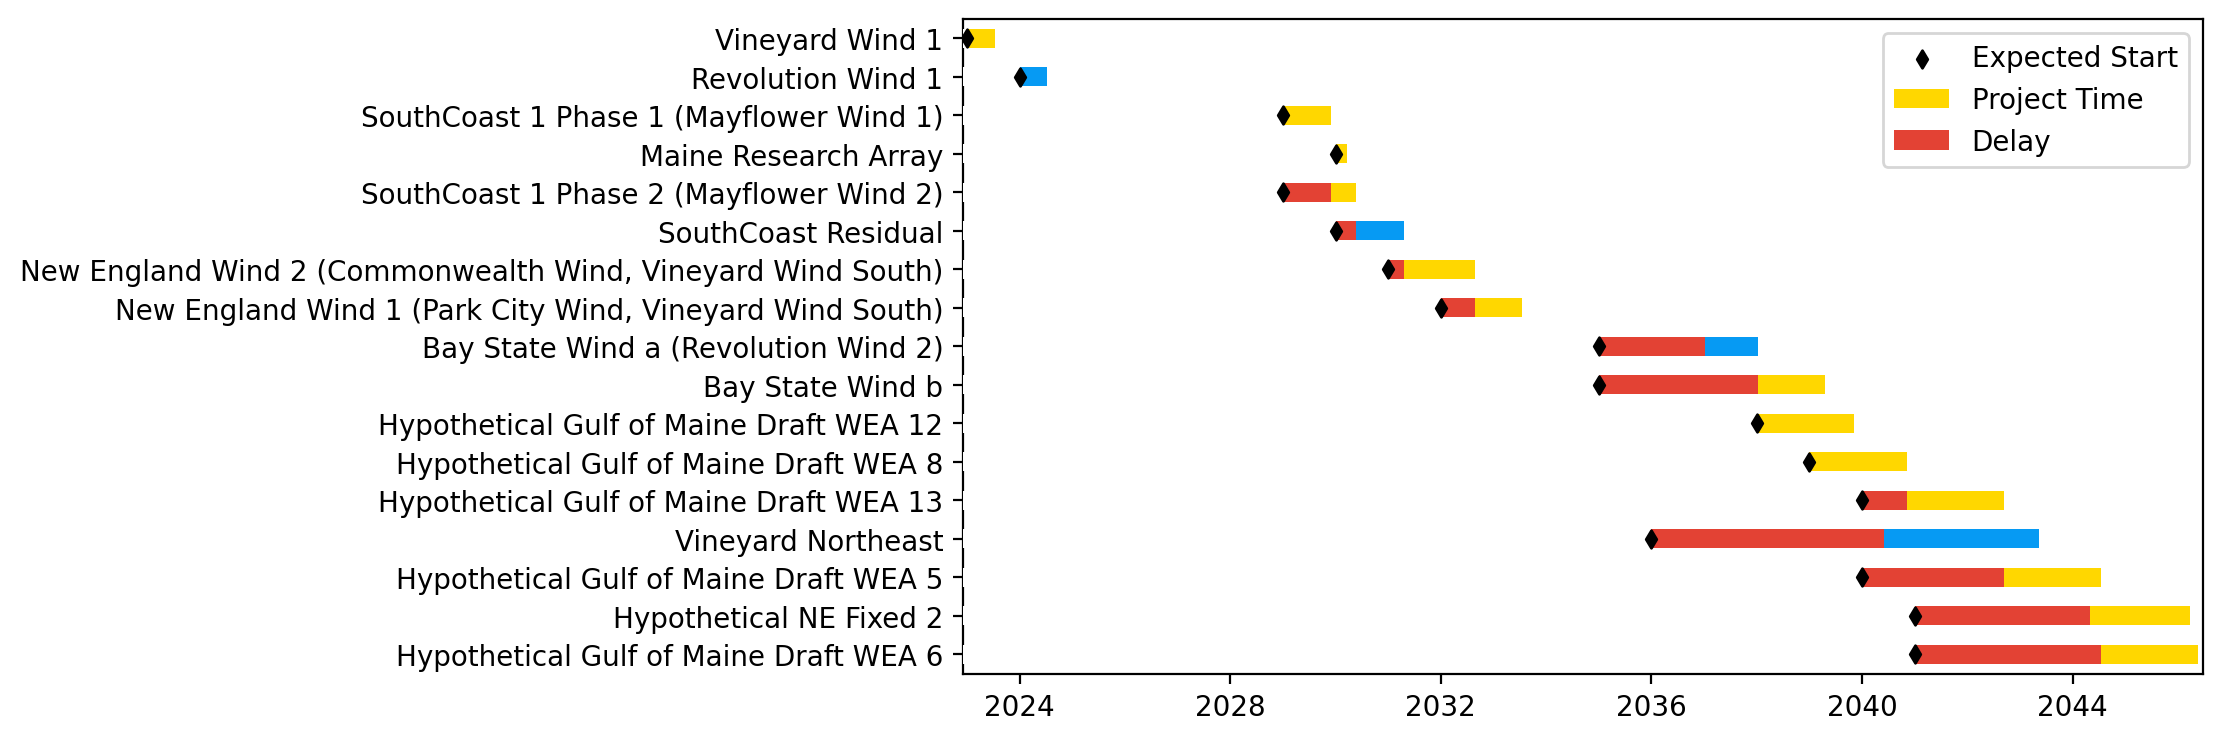 Vineyard Wind 1
Revolution Wind 1
SouthCoast 1 Phase 1 (Mayflower Wind 1)
Maine Research Array
SouthCoast 1 Phase 2 (Mayflower Wind 2)
SouthCoast Residual
New England Wind 2 (Commonwealth Wind, Vineyard Wind South)
New England Wind 1 (Park City Wind, Vineyard Wind South)
Bay State Wind a (Revolution Wind 2)
Bay State Wind b
Hypothetical Gulf of Maine Draft WEA 12
Hypothetical Gulf of Maine Draft WEA 8
Hypothetical Gulf of Maine Draft WEA 13
Vineyard Northeast
Hypothetical Gulf of Maine Draft WEA 5
Hypothetical NE Fixed 2
Hypothetical Gulf of Maine Draft WEA 6
Expected Start
Project Time
Delay
2024 2028 2032 2036 2040 2044